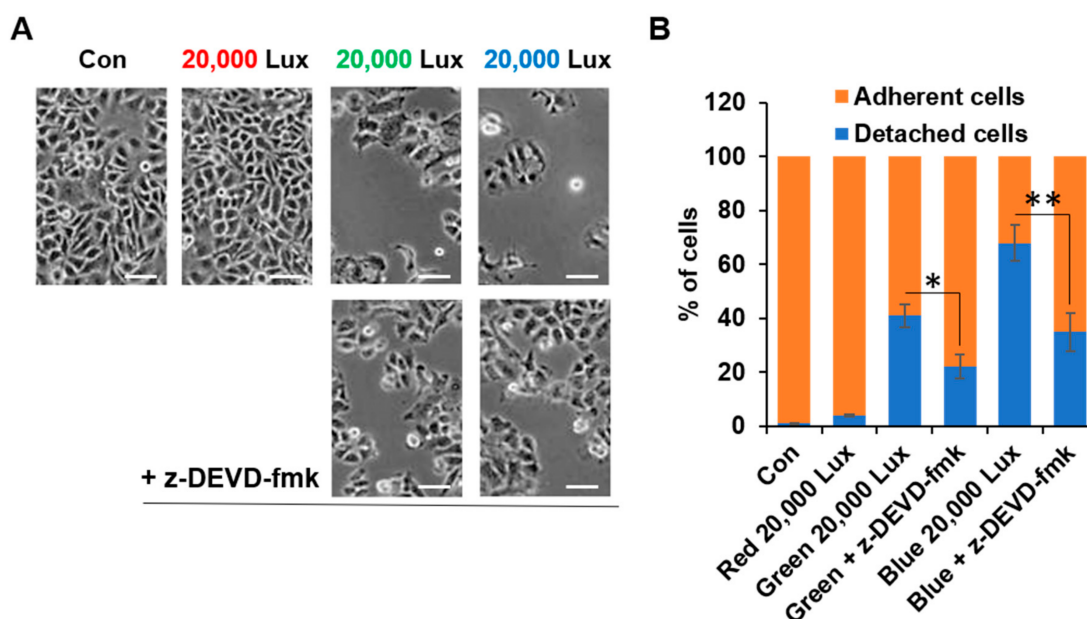 A
Con
20,000 Lux
20,000 Lux
20,000 Lux
+ z-DEVD-fmk
B
Adherent cells
Detached cells
120
100
80
60
40
20
0
% of cells
*
**
Con
Red 20,000 Lux
Green 20,000 Lux
Green + z-DEVD-fmk
Blue 20,000 Lux
Blue + z-DEVD-fmk